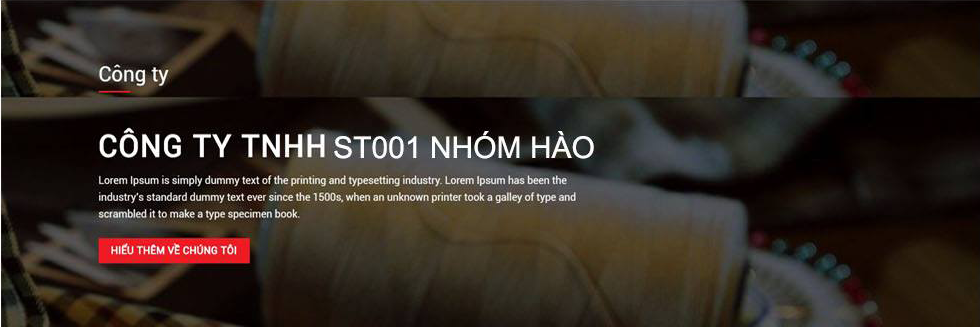 Công ty
CÔNG TY TNHH ST001 NHÓM HÀO
Lorem Ipsum is simply dummy text of the printing and typesetting industry. Lorem Ipsum has been the
industry's standard dummy text ever since the 1500s, when an unknown printer took a galley of type and
scrambled it to make a type specimen book.
HIỂU THÊM VỀ CHÚNG TÔI